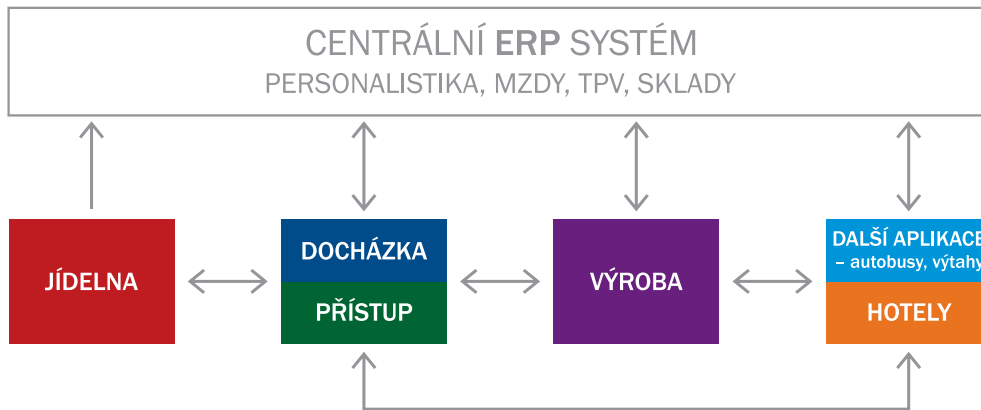 CENTRÁLNÍ ERP SYSTÉM
PERSONALISTIKA, MZDY, TPV, SKLADY
JÍDELNA
DOCHÁZKA
PŘÍSTUP
VÝROBA
DALŠÍ APLIKACE
– autobusy, výtahy
HOTELY